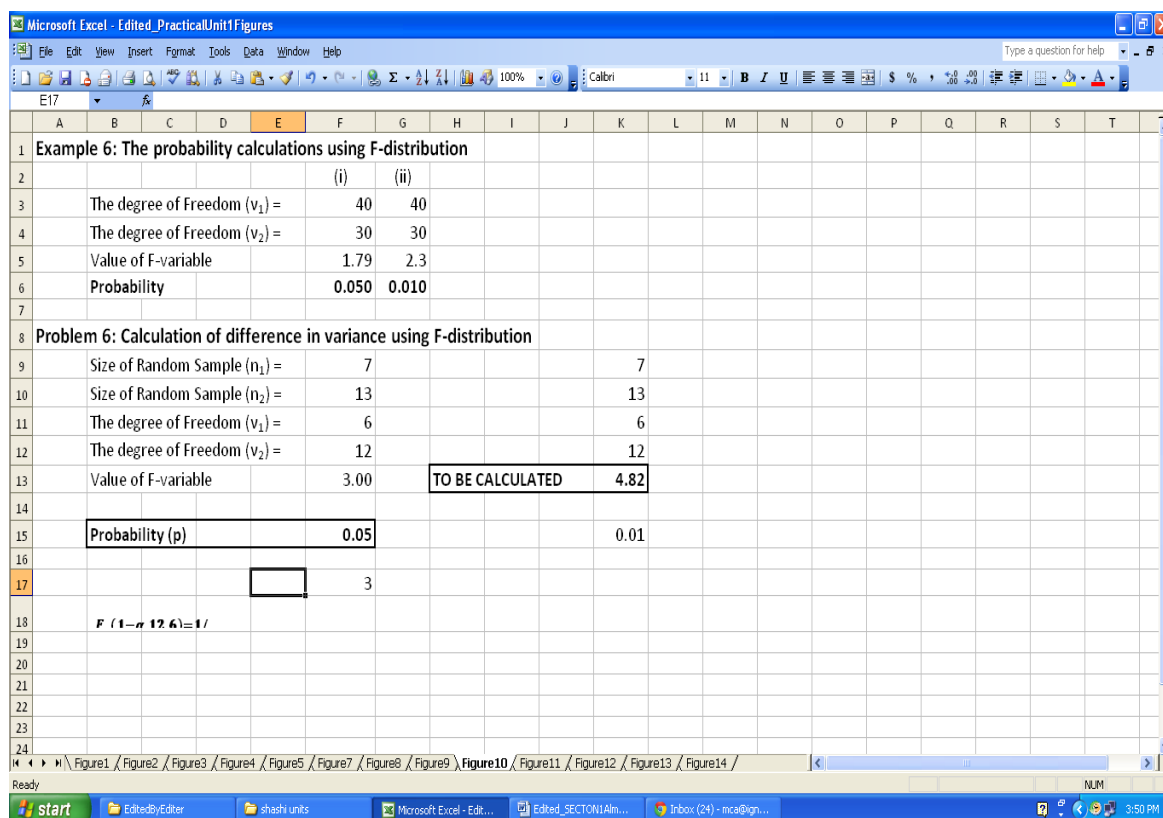 Microsoft Excel - Edited_PracticalUnit1Figures
File Edit View Insert Format Tools Data Window Help Type a question for help
100% Calibri 11 B I U $ % ,
E17 fx
A B C D E F G H I J K L M N O P Q R S T
1 Example 6: The probability calculations using F-distribution
2 (i) (ii)
3 The degree of Freedom (v₁) = 40 40
4 The degree of Freedom (v₂) = 30 30
5 Value of F-variable 1.79 2.3
6 Probability 0.050 0.010
7
8 Problem 6: Calculation of difference in variance using F-distribution
9 Size of Random Sample (n₁) = 7 7
10 Size of Random Sample (n₂) = 13 13
11 The degree of Freedom (v₁) = 6 6
12 The degree of Freedom (v₂) = 12 12
13 Value of F-variable 3.00 TO BE CALCULATED 4.82
14
15 Probability (p) 0.05 0.01
16
17 3
18 F (1-α,12,6)=1/
19
20
21
22
23
24
Figure1 / Figure2 / Figure3 / Figure4 / Figure5 / Figure7 / Figure8 / Figure9 \ Figure10 / Figure11 / Figure12 / Figure13 / Figure14 /
Ready NUM
start EditedByEditer shashi units Microsoft Excel - Edit... Edited_SECTON1Alm... Inbox (24) - mca@ign... 3:50 PM